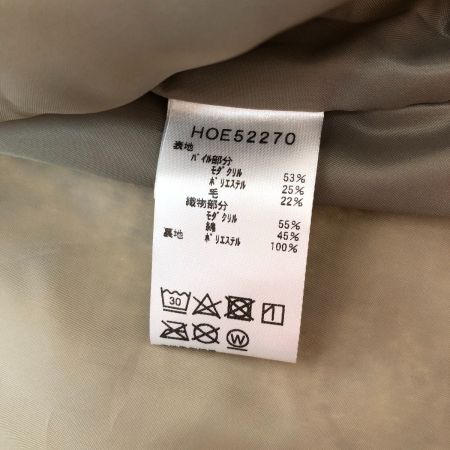 HOE52270
表地
パイル部分
モダクリル 53%
ポリエステル 25%
毛 22%
織物部分
モダクリル 55%
綿 45%
裏地 ポリエステル 100%
30
W